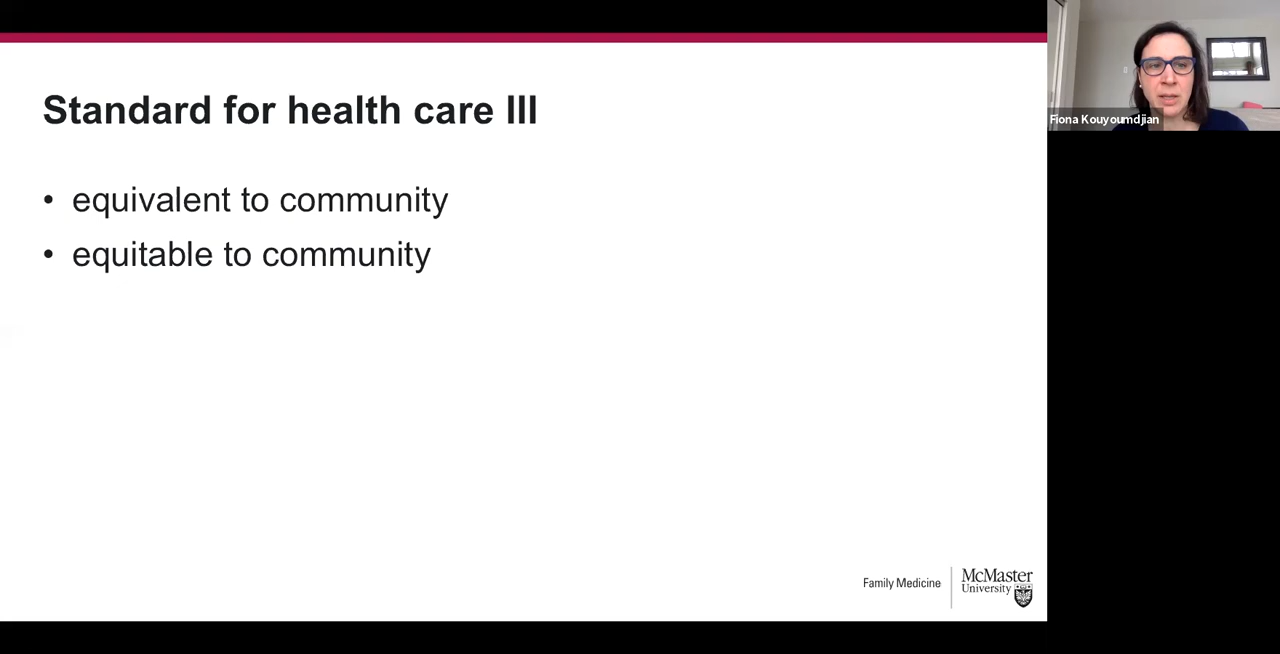 Standard for health care III
• equivalent to community
• equitable to community
Fiona Kouyoumdjian
Family Medicine
McMaster
University